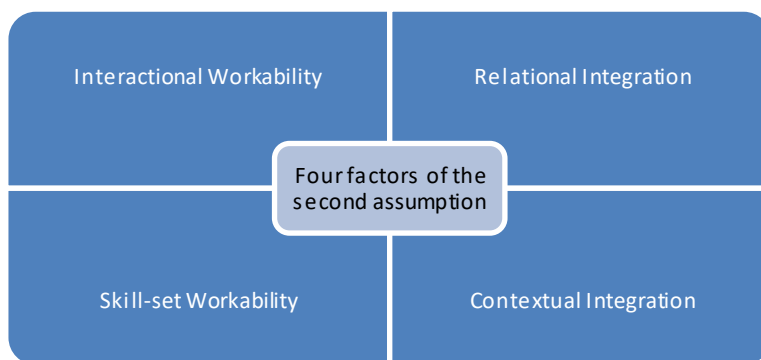 Interactional Workability
Relational Integration
Four factors of the
second assumption
Skill-set Workability
Contextual Integration